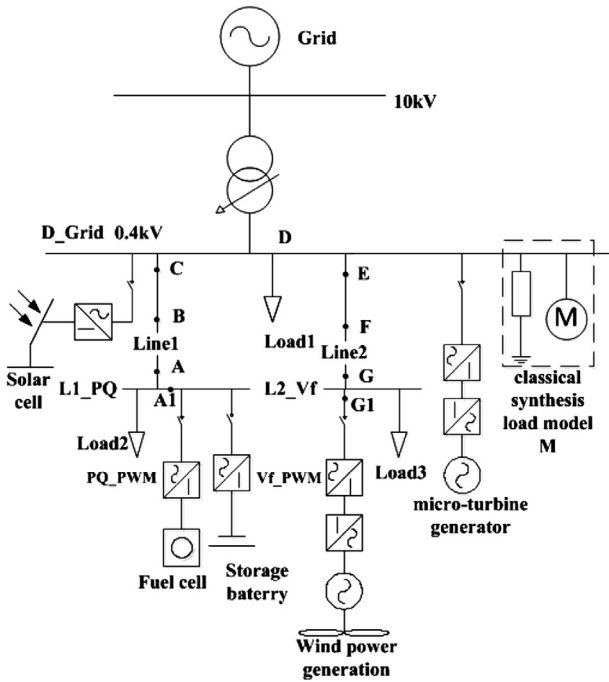 Grid
10kV
D_Grid 0.4kV
D
C
E
B
F
Line1
Load1
Line2
M
Solar
cell
A
G
L1_PQ
A1
L2_Vf
G1
classical
synthesis
load model
M
Load2
Load3
PQ_PWM
Vf_PWM
micro-turbine
generator
Fuel cell
Storage
baterry
Wind power
generation